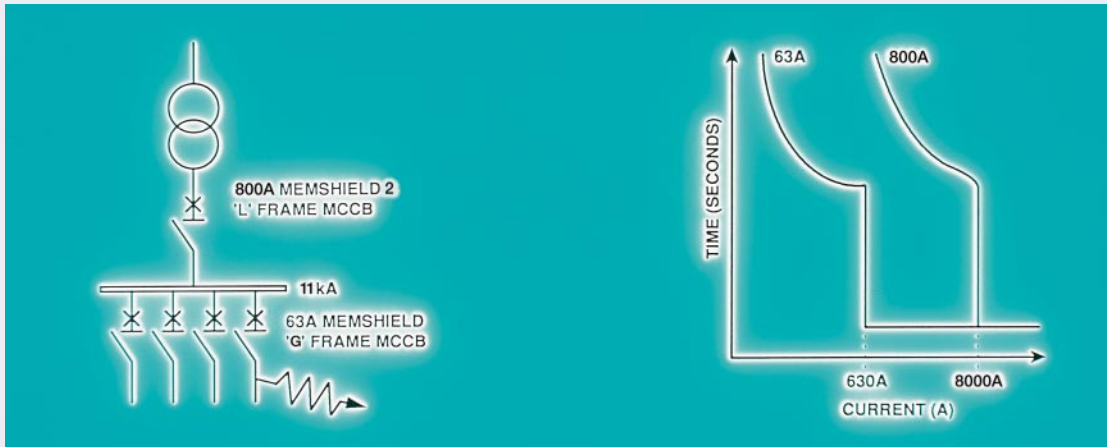 800A MEMSHIELD 2
'L' FRAME MCCB
11kA
63A MEMSHIELD
'G' FRAME MCCB
63A
800A
TIME (SECONDS)
630A
8000A
CURRENT (A)